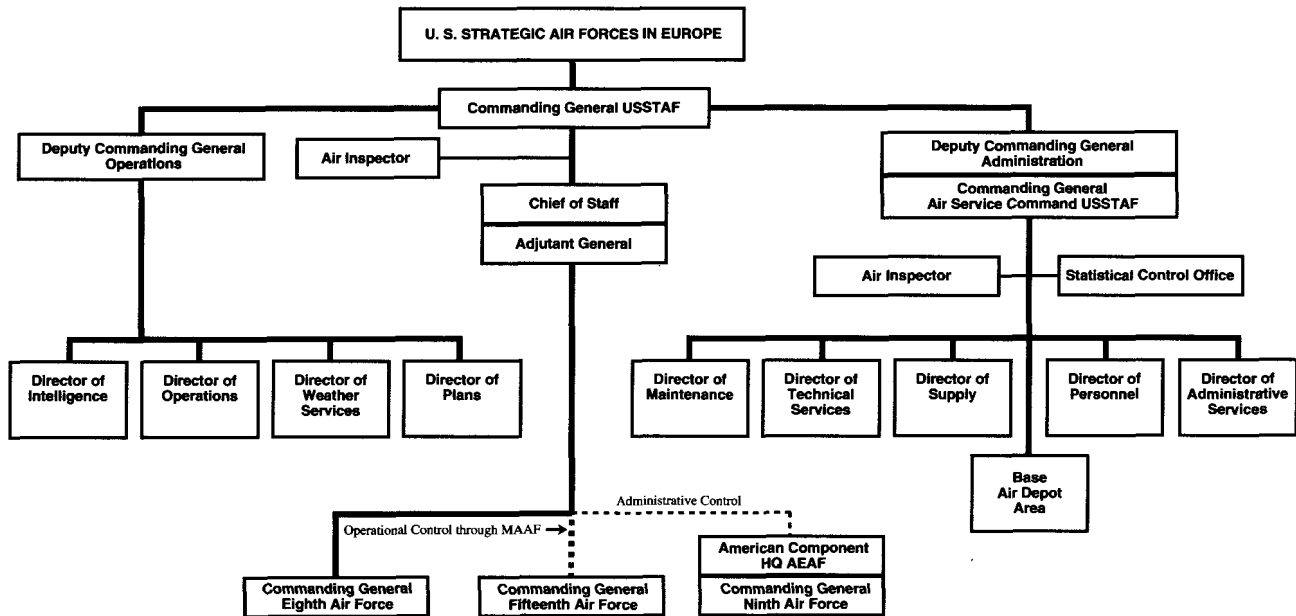 U. S. STRATEGIC AIR FORCES IN EUROPE
Commanding General USSTAF
Deputy Commanding General
Operations
Air Inspector
Deputy Commanding General
Administration
Commanding General
Air Service Command USSTAF
Chief of Staff
Adjutant General
Air Inspector
Statistical Control Office
Director of
Intelligence
Director of
Operations
Director of
Weather
Services
Director of
Plans
Director of
Maintenance
Director of
Technical
Services
Director of
Supply
Director of
Personnel
Director of
Administrative
Services
Base
Air Depot
Area
Administrative Control
Operational Control through MAAF →
American Component
HQ AEAF
Commanding General
Eighth Air Force
Commanding General
Fifteenth Air Force
Commanding General
Ninth Air Force